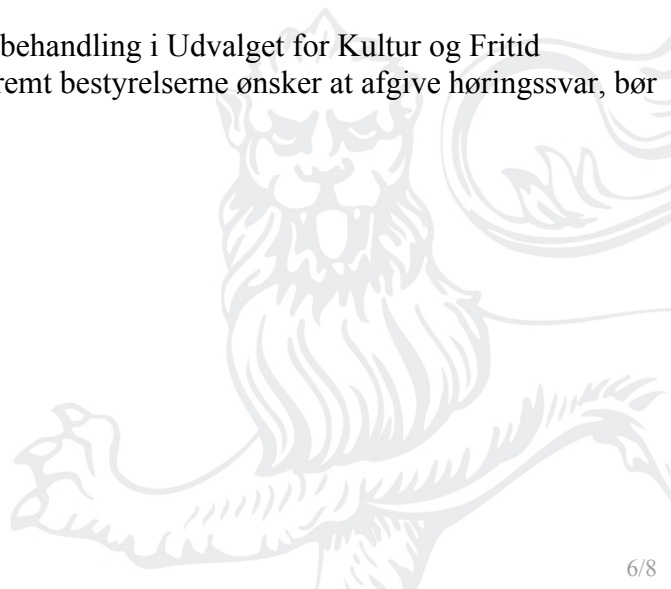 behandling i Udvalget for Kultur og Fritid
remt bestyrelserne ønsker at afgive høringssvar, bør
6/8